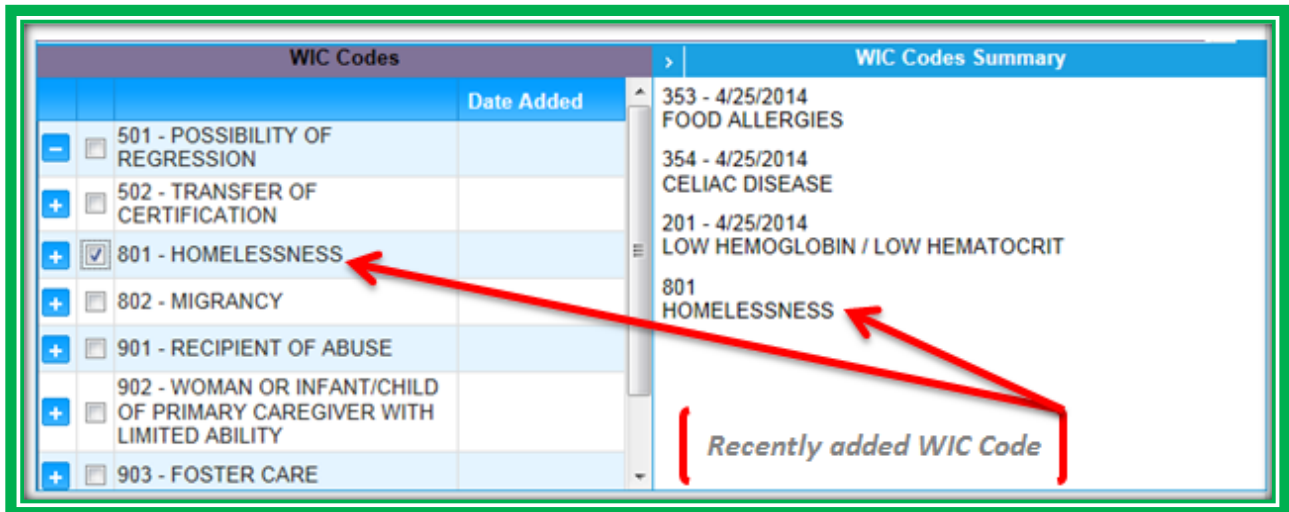 WIC Codes
Date Added
501 - POSSIBILITY OF
REGRESSION
502 - TRANSFER OF
CERTIFICATION
801 - HOMELESSNESS
802 - MIGRANCY
901 - RECIPIENT OF ABUSE
902 - WOMAN OR INFANT/CHILD
OF PRIMARY CAREGIVER WITH
LIMITED ABILITY
903 - FOSTER CARE
WIC Codes Summary
353 - 4/25/2014
FOOD ALLERGIES
354 - 4/25/2014
CELIAC DISEASE
201 - 4/25/2014
LOW HEMOGLOBIN / LOW HEMATOCRIT
801
HOMELESSNESS
Recently added WIC Code